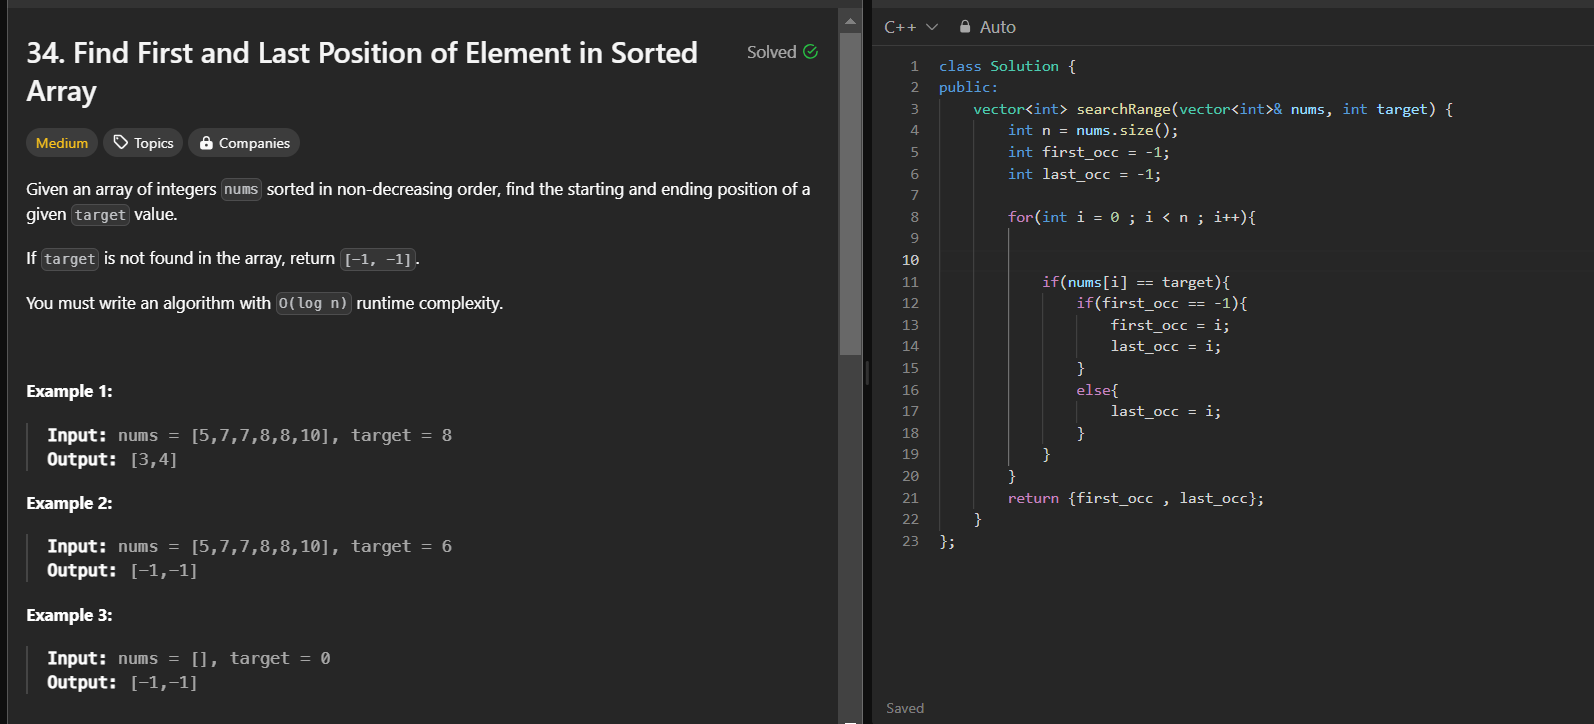 34. Find First and Last Position of Element in Sorted
Array
Solved
Medium
Topics
Companies
Given an array of integers nums sorted in non-decreasing order, find the starting and ending position of a
given target value.
If target is not found in the array, return [-1, -1].
You must write an algorithm with O(log n) runtime complexity.
Example 1:
Input: nums = [5,7,7,8,8,10], target = 8
Output: [3,4]
Example 2:
Input: nums = [5,7,7,8,8,10], target = 6
Output: [-1,-1]
Example 3:
Input: nums = [], target = 0
Output: [-1,-1]
C++
Auto
1 class Solution {
2 public:
3     vector<int> searchRange(vector<int>& nums, int target) {
4         int n = nums.size();
5         int first_occ = -1;
6         int last_occ = -1;
7
8         for(int i = 0 ; i < n ; i++){
9
10
11             if(nums[i] == target){
12                 if(first_occ == -1){
13                     first_occ = i;
14                     last_occ = i;
15                 }
16                 else{
17                     last_occ = i;
18                 }
19             }
20         }
21         return {first_occ , last_occ};
22     }
23 };
Saved